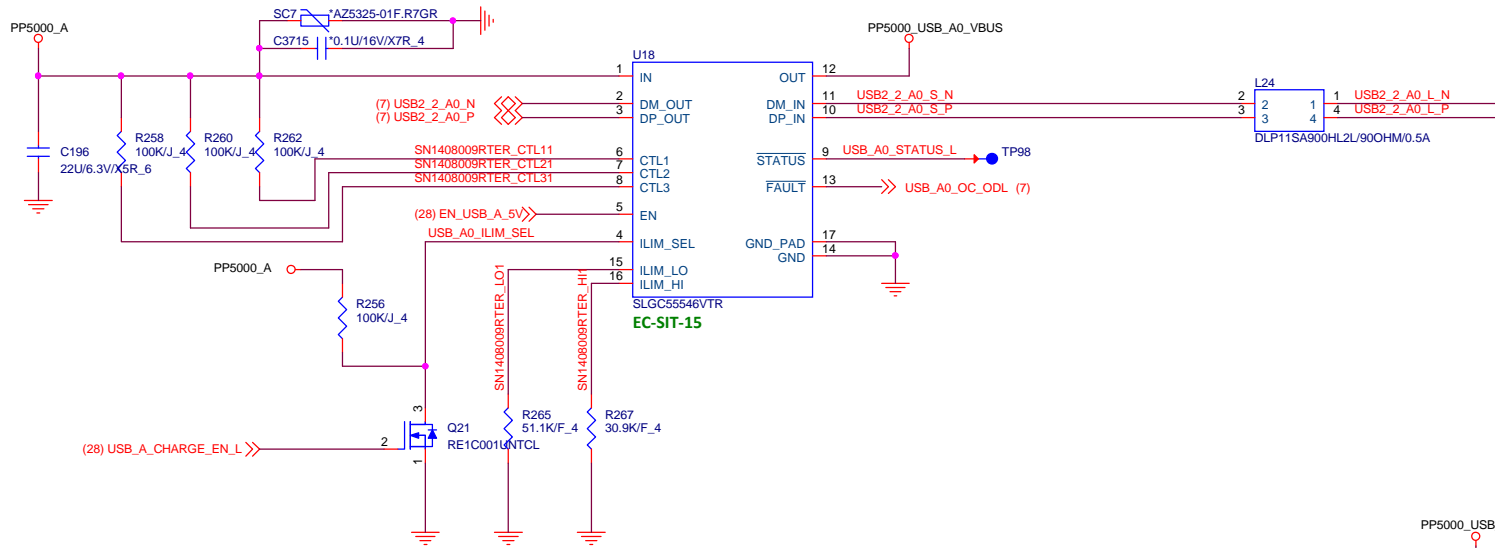 SC7
*AZ5325-01F.R7GR
PP5000_A
C3715
*0.1U/16V/X7R_4
PP5000_USB_A0_VBUS
U18
1
IN
OUT
12
L24
(7) USB2_2_A0_N
2
DM_OUT
DM_IN
11
USB2_2_A0_S_N
2
2
1
1
USB2_2_A0_L_N
(7) USB2_2_A0_P
3
DP_OUT
DP_IN
10
USB2_2_A0_S_P
3
3
4
4
USB2_2_A0_L_P
DLP11SA900HL2L/90OHM/0.5A
R258
100K/J_4
R260
100K/J_4
R262
100K/J_4
C196
22U/6.3V/X5R_6
SN1408009RTER_CTL11
6
CTL1
STATUS
9
USB_A0_STATUS_L
TP98
SN1408009RTER_CTL21
7
CTL2
SN1408009RTER_CTL31
8
CTL3
FAULT
13
USB_A0_OC_ODL (7)
(28) EN_USB_A_5V
5
EN
USB_A0_ILIM_SEL
4
ILIM_SEL
GND_PAD
17
GND
14
PP5000_A
15
ILIM_LO
16
ILIM_HI
SLGC55546VTR
EC-SIT-15
R256
100K/J_4
SN1408009RTER_LO1
SN1408009RTER_HI1
3
Q21
RE1C001UNTCL
R265
51.1K/F_4
R267
30.9K/F_4
(28) USB_A_CHARGE_EN_L
2
1
PP5000_USB